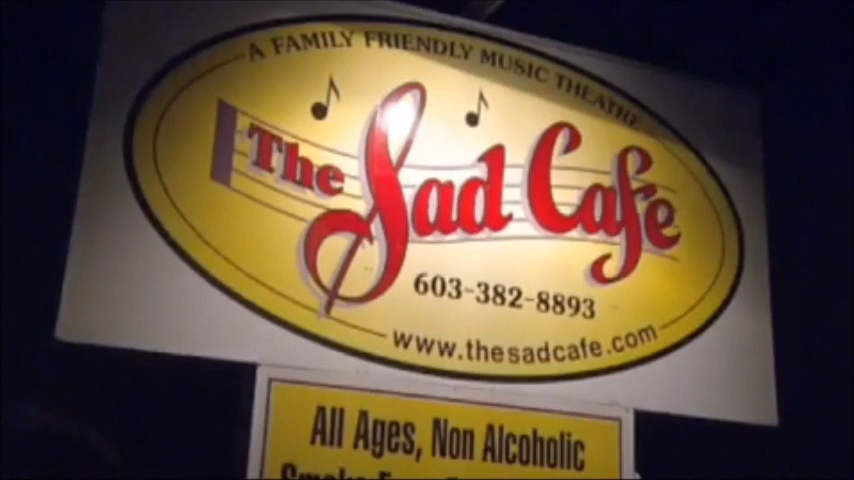 A FAMILY FRIENDLY MUSIC THEATRE
The Sad Cafe
603-382-8893
www.thesadcafe.com
All Ages, Non Alcoholic